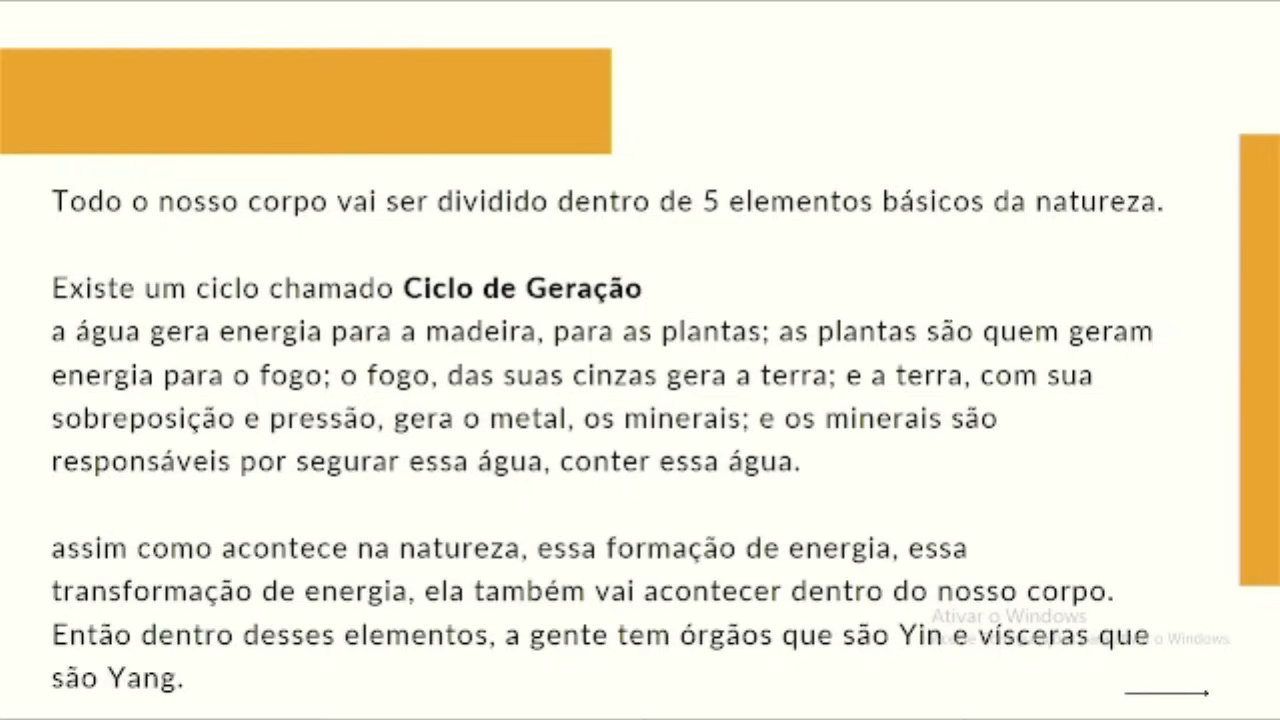 Todo o nosso corpo vai ser dividido dentro de 5 elementos básicos da natureza.
Existe um ciclo chamado Ciclo de Geração
a água gera energia para a madeira, para as plantas; as plantas são quem geram
energia para o fogo; o fogo, das suas cinzas gera a terra; e a terra, com sua
sobreposição e pressão, gera o metal, os minerais; e os minerais são
responsáveis por segurar essa água, conter essa água.
assim como acontece na natureza, essa formação de energia, essa
transformação de energia, ela também vai acontecer dentro do nosso corpo.
Ativar o Windows
Então dentro desses elementos, a gente tem órgãos que são Yin e vísceras que
o Windows.
são Yang.